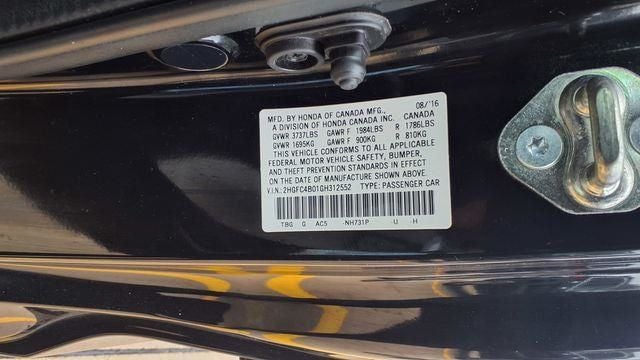 MFD. BY HONDA OF CANADA MFG., 08/'16
A DIVISION OF HONDA CANADA INC. CANADA
GVWR 3737LBS GAWR F 1984LBS R 1786LBS
GVWR 1695KG GAWR F 900KG R 810KG
THIS VEHICLE CONFORMS TO ALL APPLICABLE
FEDERAL MOTOR VEHICLE SAFETY, BUMPER,
AND THEFT PREVENTION STANDARDS IN EFFECT
ON THE DATE OF MANUFACTURE SHOWN ABOVE.
V.I.N.: 2HGFC4B01GH312552 TYPE: PASSENGER CAR
TBG G AC5 -NH731P -U -H